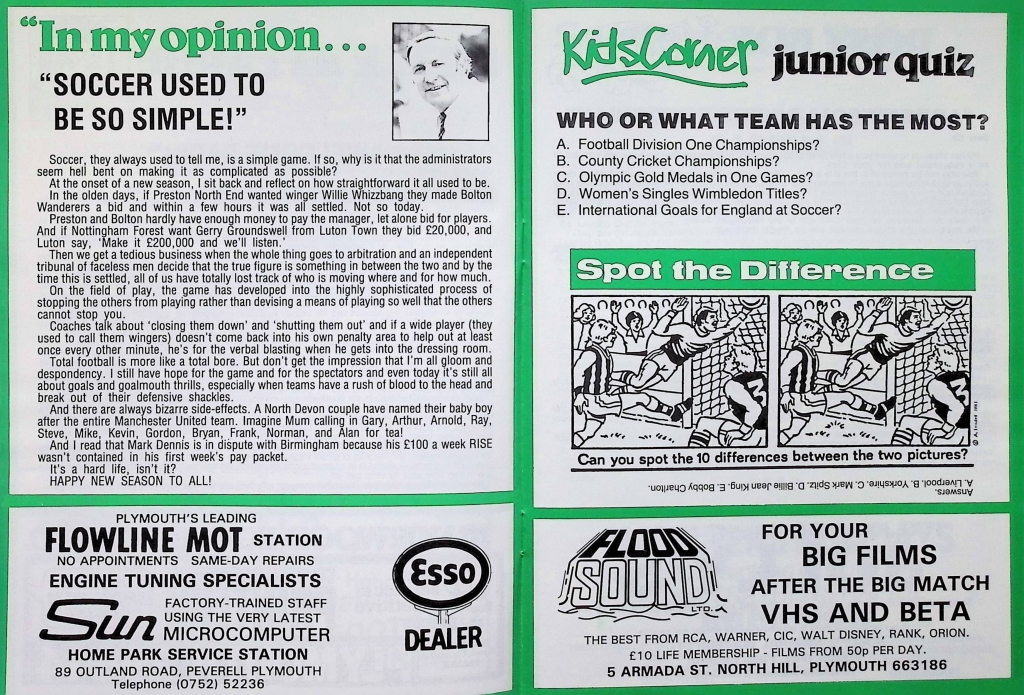 “In my opinion...
“SOCCER USED TO
BE SO SIMPLE!”
Soccer, they always used to tell me, is a simple game. If so, why is it that the administrators
seem hell bent on making it as complicated as possible?
At the onset of a new season, I sit back and reflect on how straightforward it all used to be.
In the olden days, if Preston North End wanted winger Willie Whizzbang they made Bolton
Wanderers a bid and within a few hours it was all settled. Not so today.
Preston and Bolton hardly have enough money to pay the manager, let alone bid for players.
And if Nottingham Forest want Gerry Groundswell from Luton Town they bid £20,000, and
Luton say, ‘Make it £200,000 and we’ll listen.’
Then we get a tedious business when the whole thing goes to arbitration and an independent
tribunal of faceless men decide that the true figure is something in between the two and by the
time this is settled, all of us have totally lost track of who is moving where and for how much.
On the field of play, the game has developed into the highly sophisticated process of
stopping the others from playing rather than devising a means of playing so well that the others
cannot stop you.
Coaches talk about ‘closing them down’ and ‘shutting them out’ and if a wide player (they
used to call them wingers) doesn’t come back into his own penalty area to help out at least
once every other minute, he’s for the verbal blasting when he gets into the dressing room.
Total football is more like a total bore. But don’t get the impression that I’m all gloom and
despondency. I still have hope for the game and for the spectators and even today it’s still all
about goals and goalmouth thrills, especially when teams have a rush of blood to the head and
break out of their defensive shackles.
And there are always bizarre side-effects. A North Devon couple have named their baby boy
after the entire Manchester United team. Imagine Mum calling in Gary, Arthur, Arnold, Ray,
Steve, Mike, Kevin, Gordon, Bryan, Frank, Norman, and Alan for tea!
And I read that Mark Dennis is in dispute with Birmingham because his £100 a week RISE
wasn’t contained in his first week’s pay packet.
It’s a hard life, isn’t it?
HAPPY NEW SEASON TO ALL!
PLYMOUTH’S LEADING
FLOWLINE MOT STATION
NO APPOINTMENTS SAME-DAY REPAIRS
ENGINE TUNING SPECIALISTS
Sun
FACTORY-TRAINED STAFF
USING THE VERY LATEST
MICROCOMPUTER
HOME PARK SERVICE STATION
89 OUTLAND ROAD, PEVERELL PLYMOUTH
Telephone (0752) 52236
Esso
DEALER
KidsCorner junior quiz
WHO OR WHAT TEAM HAS THE MOST?
A. Football Division One Championships?
B. County Cricket Championships?
C. Olympic Gold Medals in One Games?
D. Women’s Singles Wimbledon Titles?
E. International Goals for England at Soccer?
Spot the Difference
Can you spot the 10 differences between the two pictures?
Answers.
A. Liverpool. B. Yorkshire. C. Mark Spitz. D. Billie Jean King. E. Bobby Charlton.
FLOOD
SOUND
LTD.
FOR YOUR
BIG FILMS
AFTER THE BIG MATCH
VHS AND BETA
THE BEST FROM RCA, WARNER, CIC, WALT DISNEY, RANK, ORION.
£10 LIFE MEMBERSHIP - FILMS FROM 50p PER DAY.
5 ARMADA ST. NORTH HILL, PLYMOUTH 663186